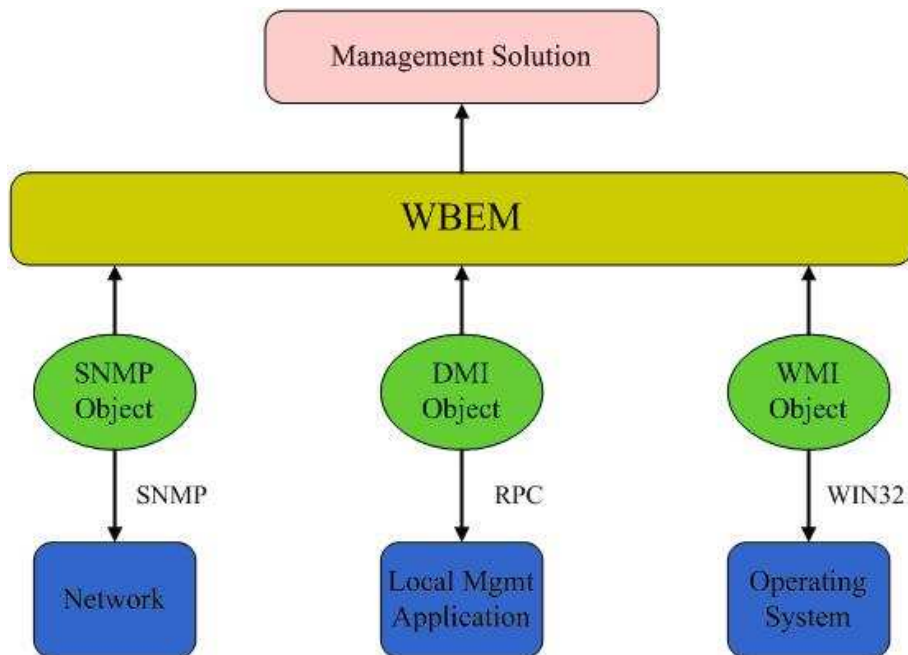 Management Solution
WBEM
SNMP
Object
DMI
Object
WMI
Object
SNMP
RPC
WIN32
Network
Local Mgmt
Application
Operating
System